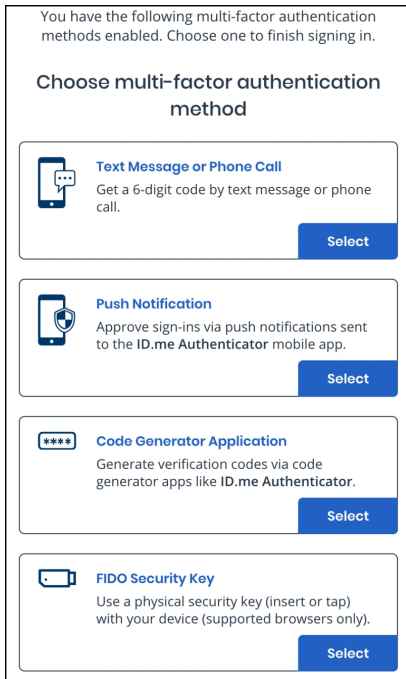 You have the following multi-factor authentication
methods enabled. Choose one to finish signing in.
Choose multi-factor authentication
method
Text Message or Phone Call
Get a 6-digit code by text message or phone
call.
Select
Push Notification
Approve sign-ins via push notifications sent
to the ID.me Authenticator mobile app.
Select
****
Code Generator Application
Generate verification codes via code
generator apps like ID.me Authenticator.
Select
FIDO Security Key
Use a physical security key (insert or tap)
with your device (supported browsers only).
Select